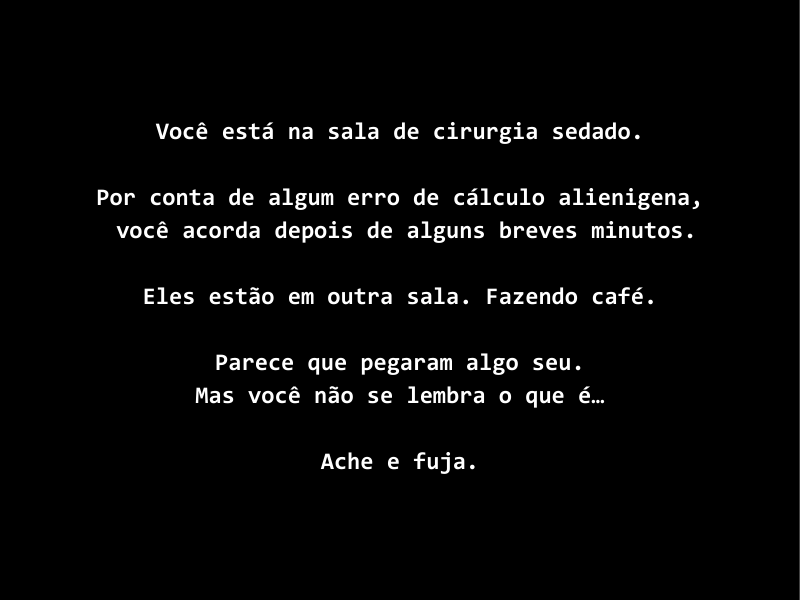 Você está na sala de cirurgia sedado.
Por conta de algum erro de cálculo alienigena,
você acorda depois de alguns breves minutos.
Eles estão em outra sala. Fazendo café.
Parece que pegaram algo seu.
Mas você não se lembra o que é…
Ache e fuja.